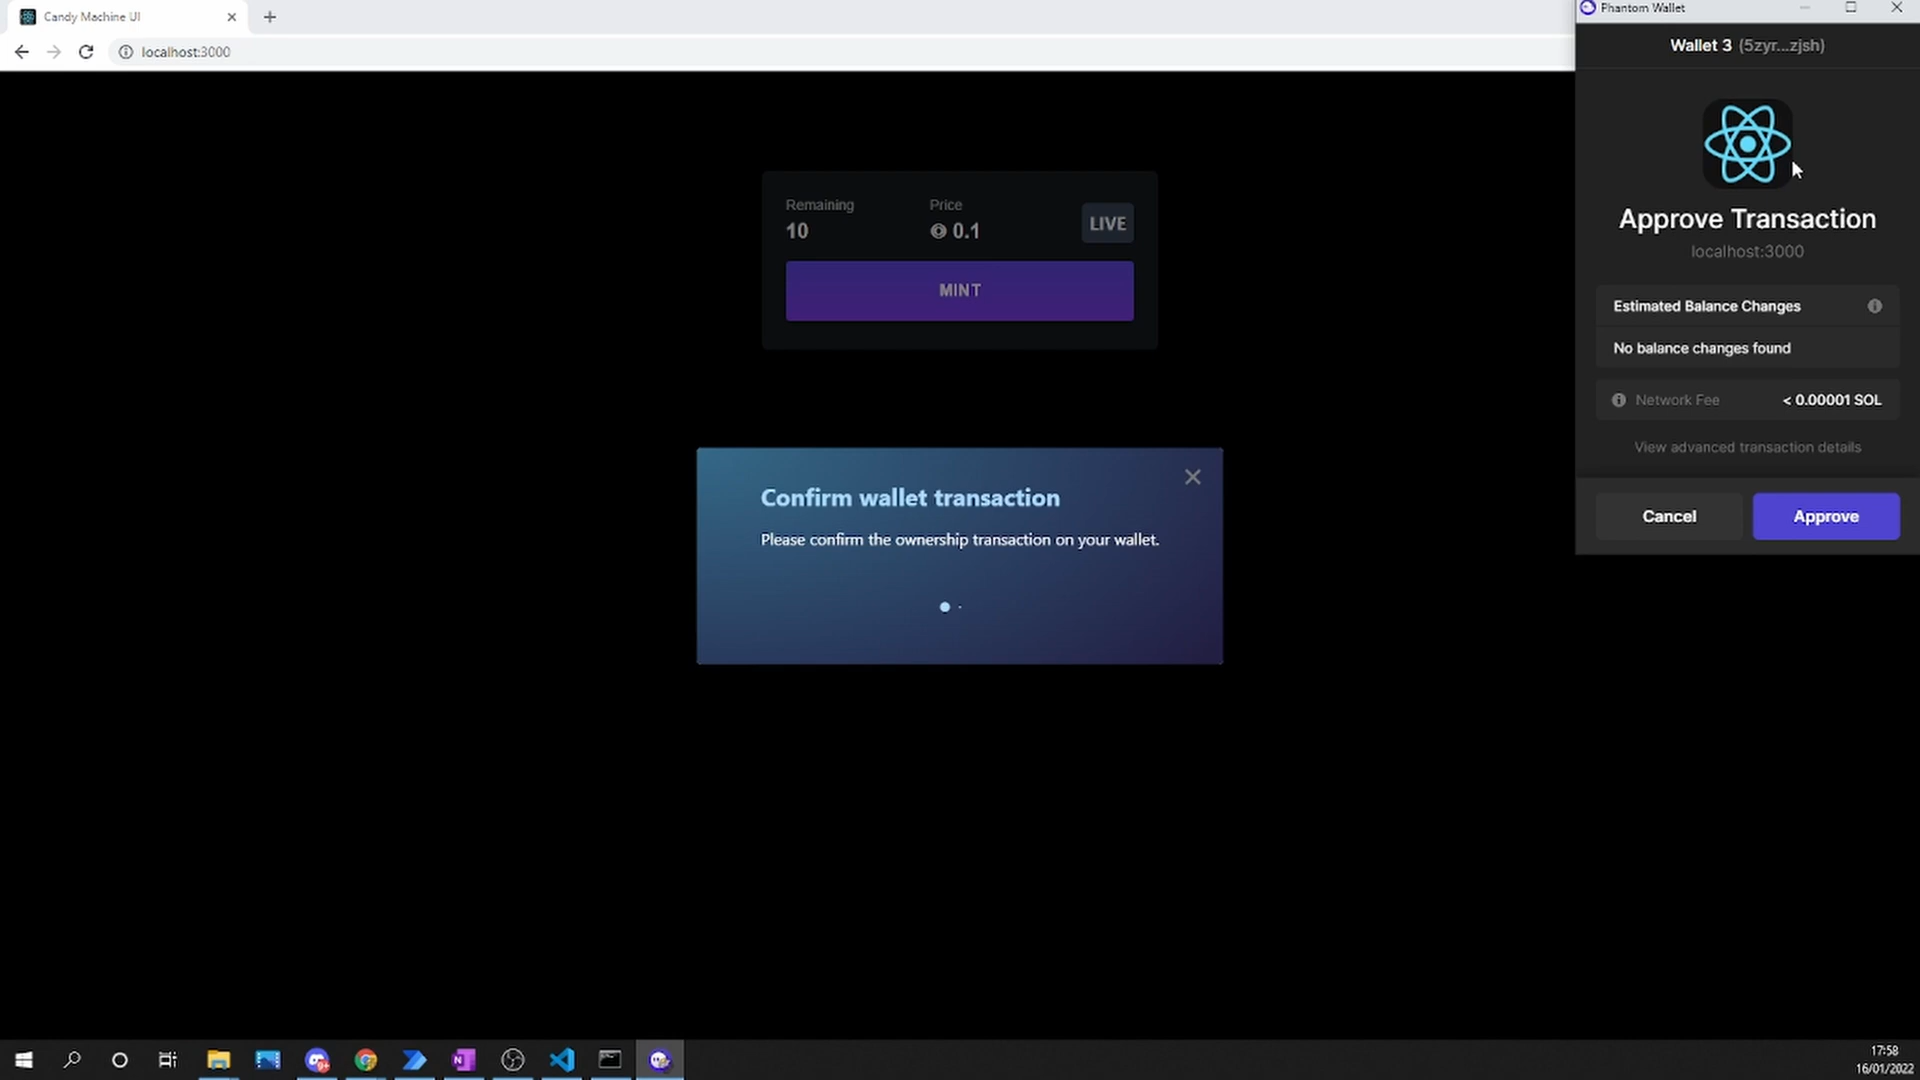 Candy Machine UI
localhost:3000
Phantom Wallet
Wallet 3 (5zyr...zjsh)
Approve Transaction
localhost:3000
Estimated Balance Changes
No balance changes found
Network Fee < 0.00001 SOL
View advanced transaction details
Cancel Approve
Remaining Price
10 0.1 LIVE
MINT
Confirm wallet transaction
Please confirm the ownership transaction on your wallet.
17:58
16/01/2022